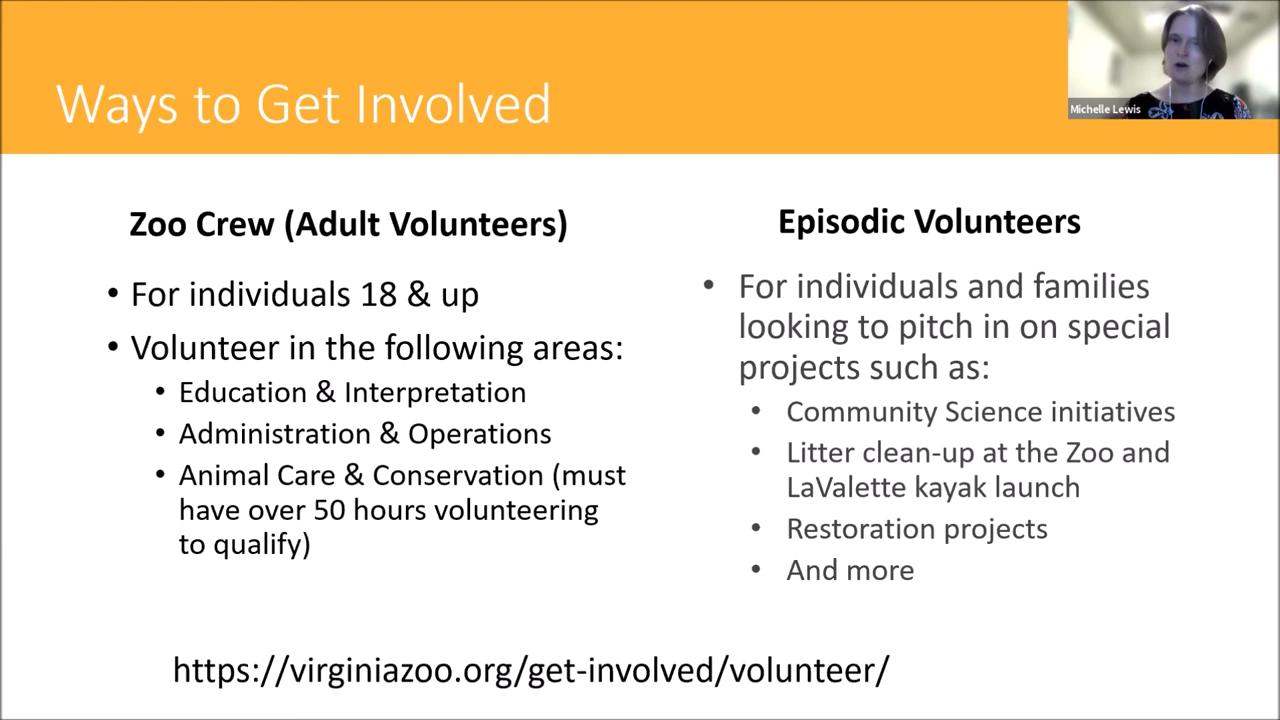 Ways to Get Involved
Michelle Lewis
Zoo Crew (Adult Volunteers)
• For individuals 18 & up
• Volunteer in the following areas:
• Education & Interpretation
• Administration & Operations
• Animal Care & Conservation (must
have over 50 hours volunteering
to qualify)
Episodic Volunteers
• For individuals and families
looking to pitch in on special
projects such as:
• Community Science initiatives
• Litter clean-up at the Zoo and
LaValette kayak launch
• Restoration projects
• And more
https://virginiazoo.org/get-involved/volunteer/